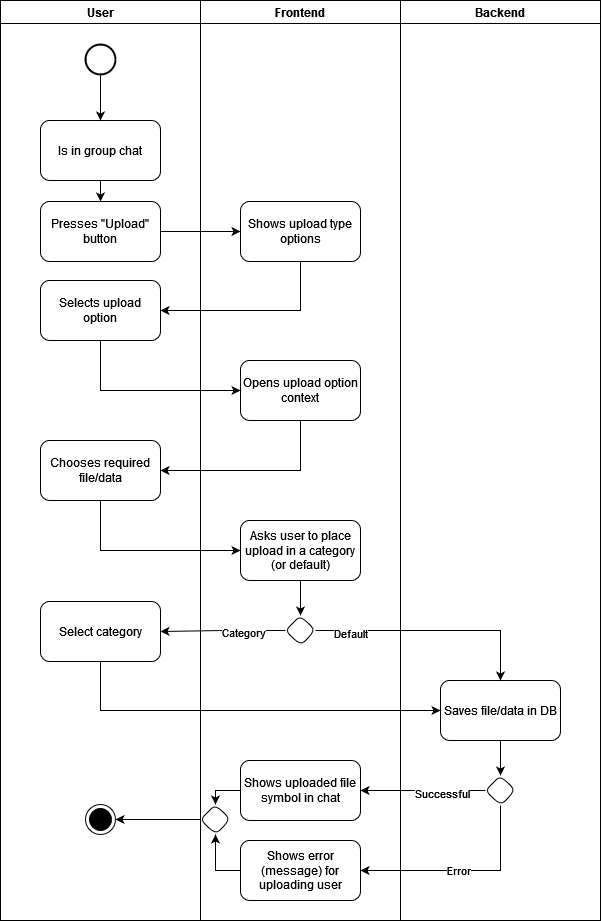 User
Frontend
Backend
Is in group chat
Presses "Upload"
button
Shows upload type
options
Selects upload
option
Opens upload option
context
Chooses required
file/data
Asks user to place
upload in a category
(or default)
Select category
Category
Default
Saves file/data in DB
Shows uploaded file
symbol in chat
Successful
Shows error
(message) for
uploading user
Error